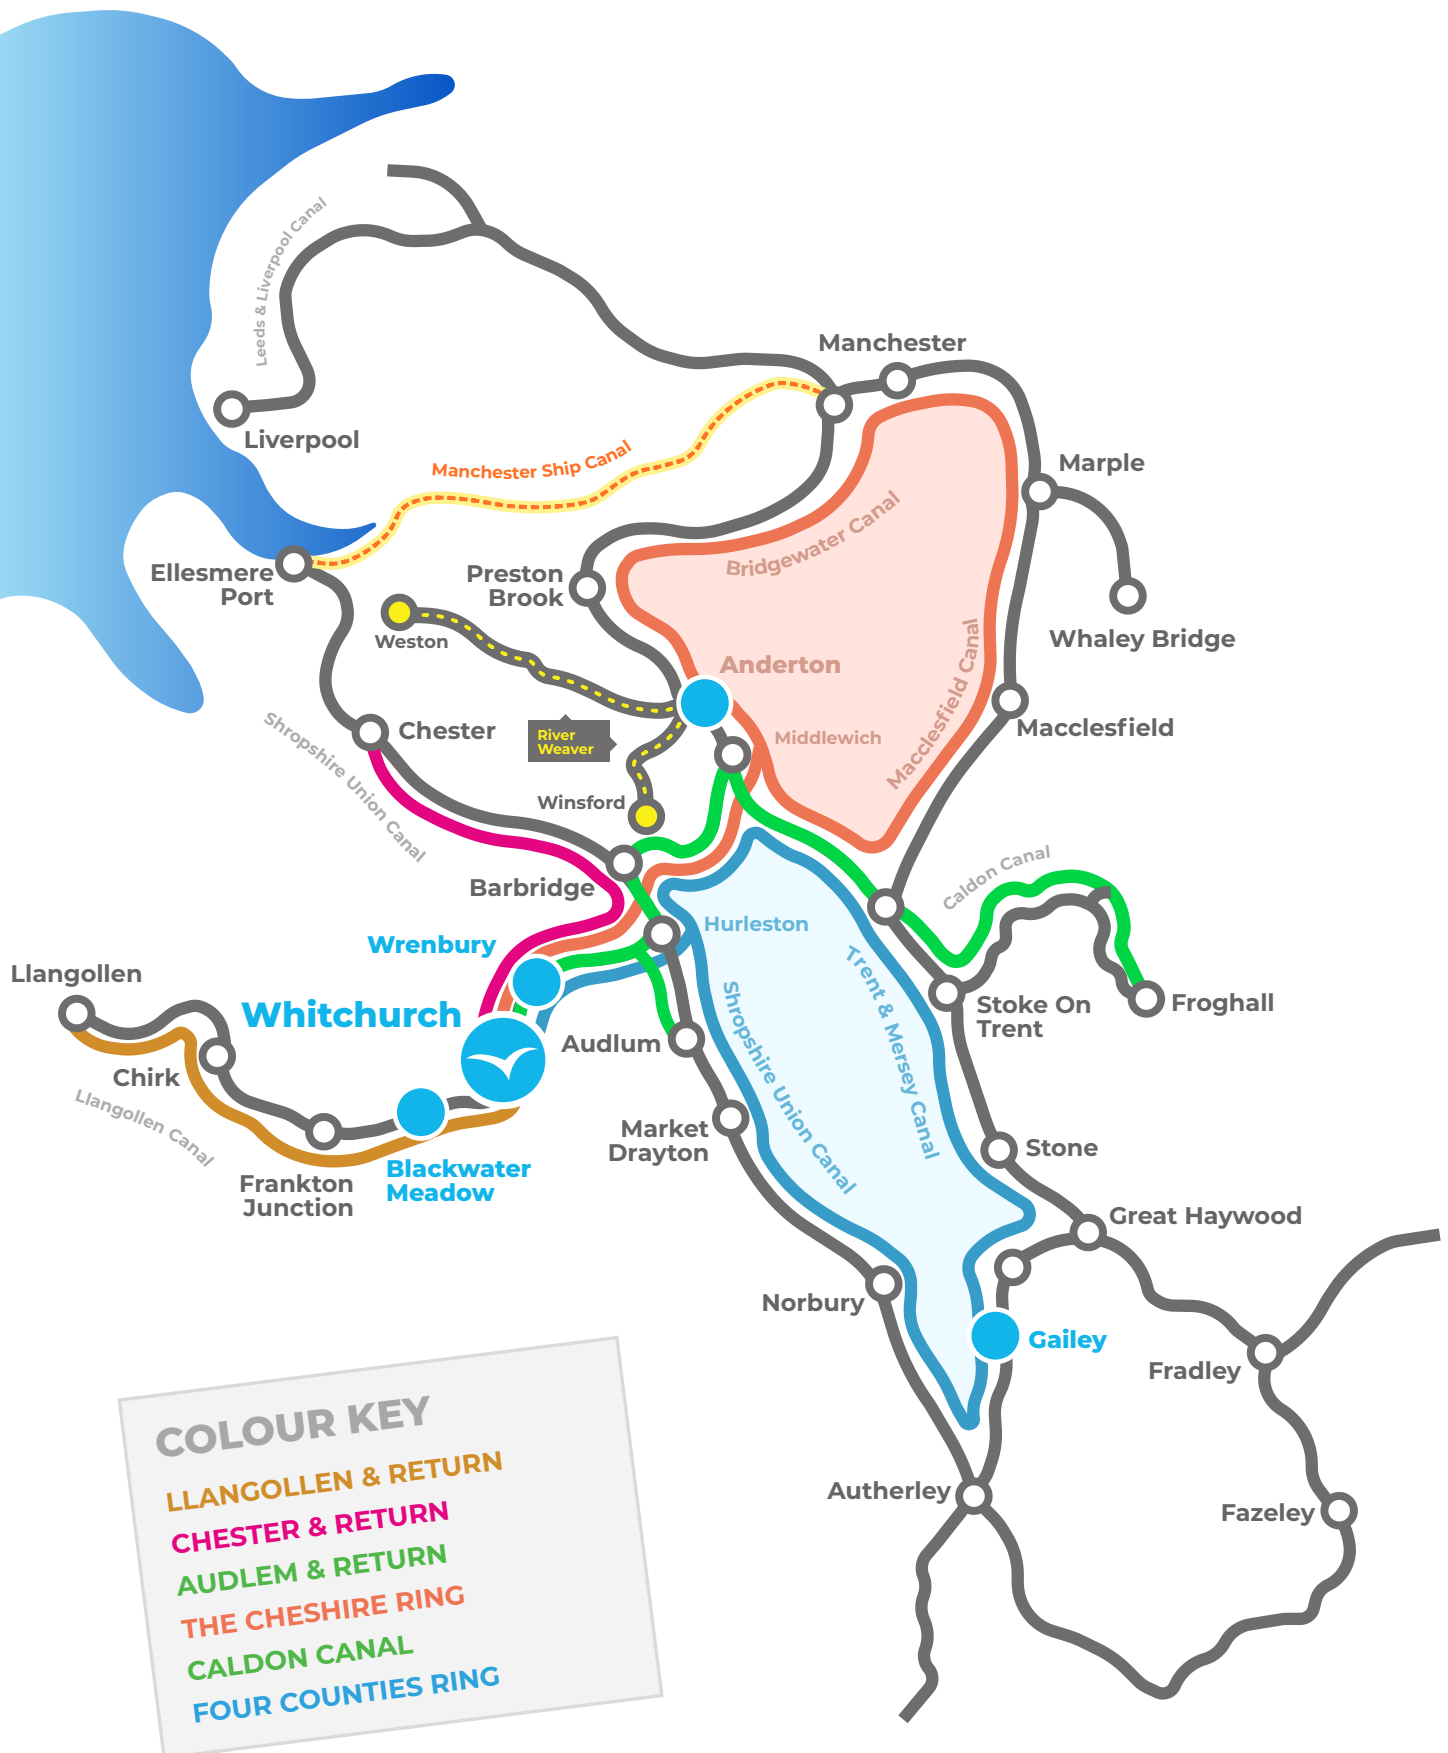 Leeds & Liverpool Canal
Manchester
Liverpool
Manchester Ship Canal
Marple
Bridgewater Canal
Ellesmere
Port
Preston
Brook
Weston
Whaley Bridge
Anderton
Macclesfield Canal
Macclesfield
Chester
Shropshire Union Canal
River
Weaver
Middlewich
Winsford
Barbridge
Caldon Canal
Hurleston
Wrenbury
Llangollen
Whitchurch
Stoke On
Trent
Froghall
Trent & Mersey Canal
Shropshire Union Canal
Audlum
Chirk
Llangollen Canal
Market
Drayton
Stone
Blackwater
Meadow
Frankton
Junction
Great Haywood
Norbury
Gailey
Fradley
Autherley
Fazeley
COLOUR KEY
LLANGOLLEN & RETURN
CHESTER & RETURN
AUDLEM & RETURN
THE CHESHIRE RING
CALDON CANAL
FOUR COUNTIES RING